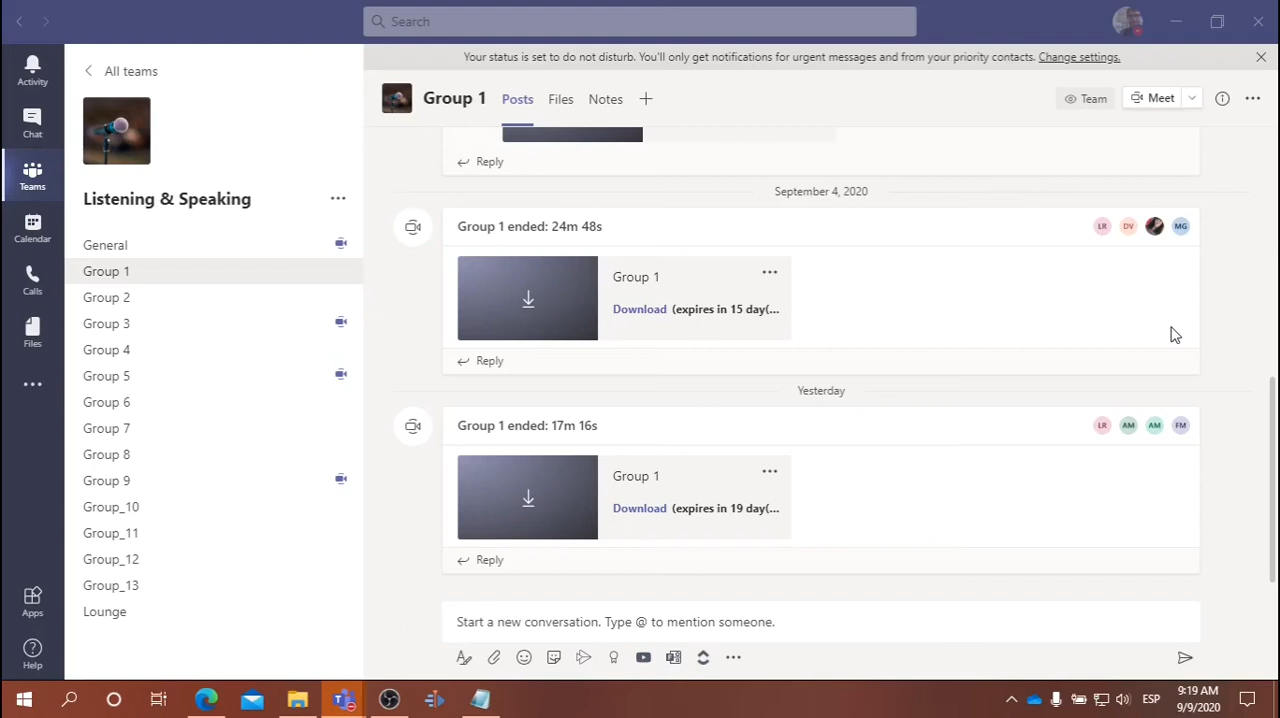 Search
Your status is set to do not disturb. You'll only get notifications for urgent messages and from your priority contacts. Change settings.
Activity
Chat
Teams
Calendar
Calls
Files
Apps
Help
All teams
Listening & Speaking
General
Group 1
Group 2
Group 3
Group 4
Group 5
Group 6
Group 7
Group 8
Group 9
Group_10
Group_11
Group_12
Group_13
Lounge
Group 1 Posts Files Notes
Team Meet
Reply
September 4, 2020
Group 1 ended: 24m 48s
LR DV MG
Group 1
Download (expires in 15 day(...
Reply
Yesterday
Group 1 ended: 17m 16s
LR AM AM FM
Group 1
Download (expires in 19 day(...
Reply
Start a new conversation. Type @ to mention someone.
ESP
9:19 AM
9/9/2020